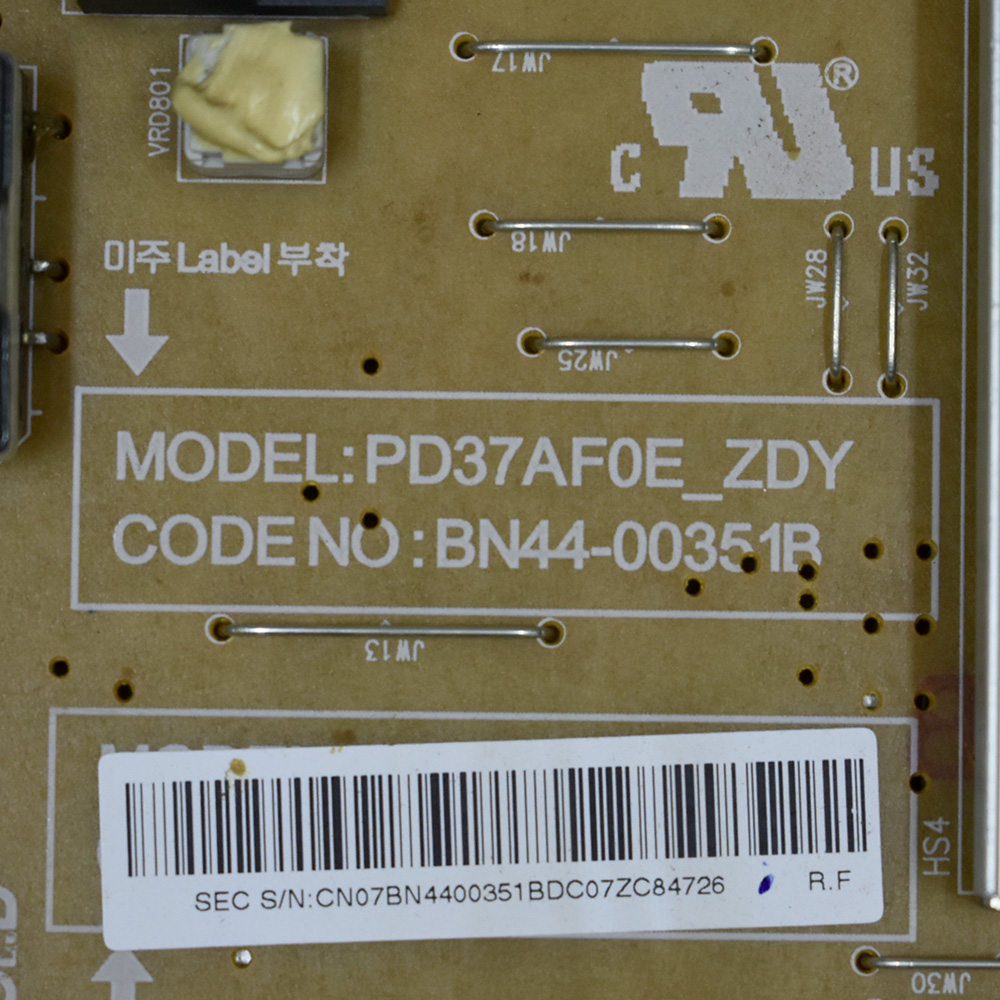 JW17
VRD801
®
C US
JW18
미주 Label 부착
JW28
JW32
JW25
MODEL:PD37AF0E_ZDY
CODE NO:BN44-00351B
JW13
SEC S/N:CN07BN4400351BDC07ZC84726 R.F
HS4
JW30